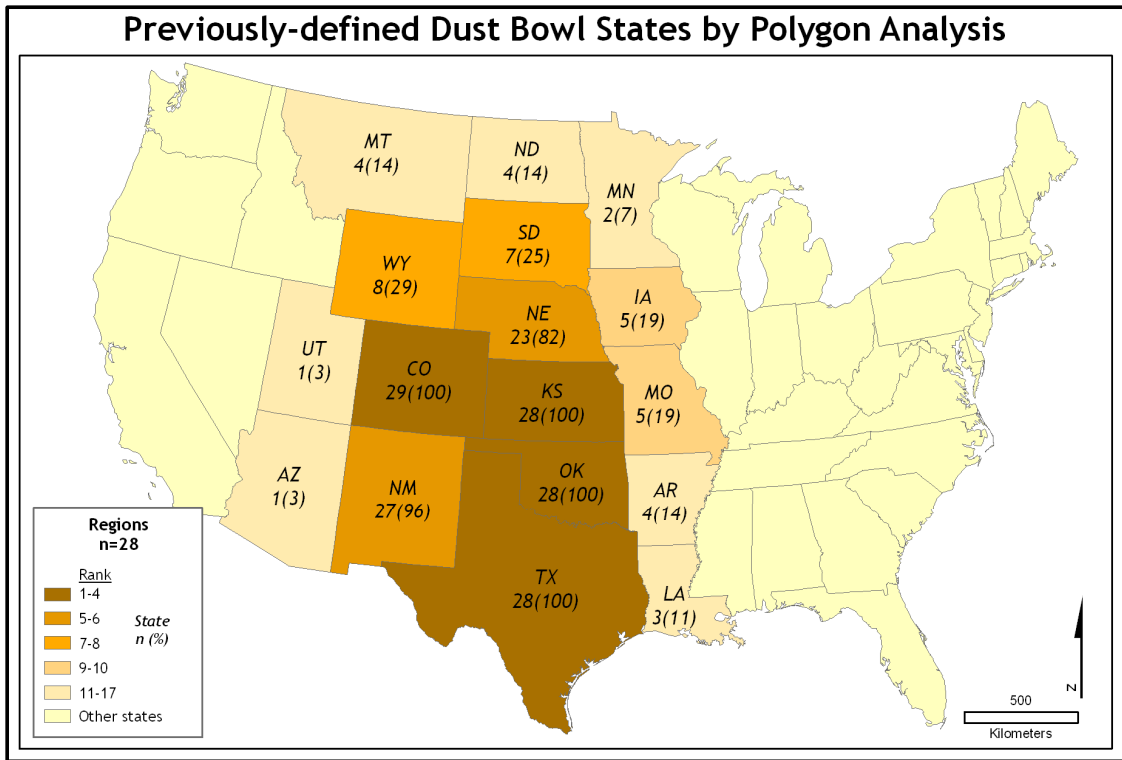 Previously-defined Dust Bowl States by Polygon Analysis
MT
4(14)
ND
4(14)
MN
2(7)
SD
7(25)
WY
8(29)
IA
5(19)
NE
23(82)
UT
1(3)
CO
29(100)
KS
28(100)
MO
5(19)
AZ
1(3)
NM
27(96)
OK
28(100)
AR
4(14)
TX
28(100)
LA
3(11)
Regions
n=28
Rank
1-4
5-6
7-8
9-10
11-17
Other states
State
n (%)
N
500
Kilometers